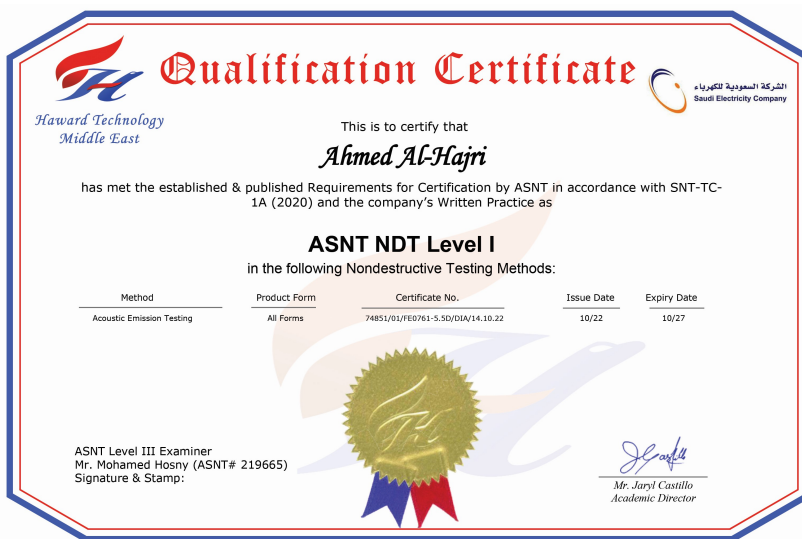 Qualification Certificate
Haward Technology
Middle East
الشركة السعودية للكهرباء
Saudi Electricity Company
This is to certify that
Ahmed Al-Hajri
has met the established & published Requirements for Certification by ASNT in accordance with SNT-TC-
1A (2020) and the company's Written Practice as
ASNT NDT Level I
in the following Nondestructive Testing Methods:
Method Product Form Certificate No. Issue Date Expiry Date
Acoustic Emission Testing All Forms 74851/01/FE0761-5.5D/DIA/14.10.22 10/22 10/27
ASNT Level III Examiner
Mr. Mohamed Hosny (ASNT# 219665)
Signature & Stamp:
Mr. Jaryl Castillo
Academic Director